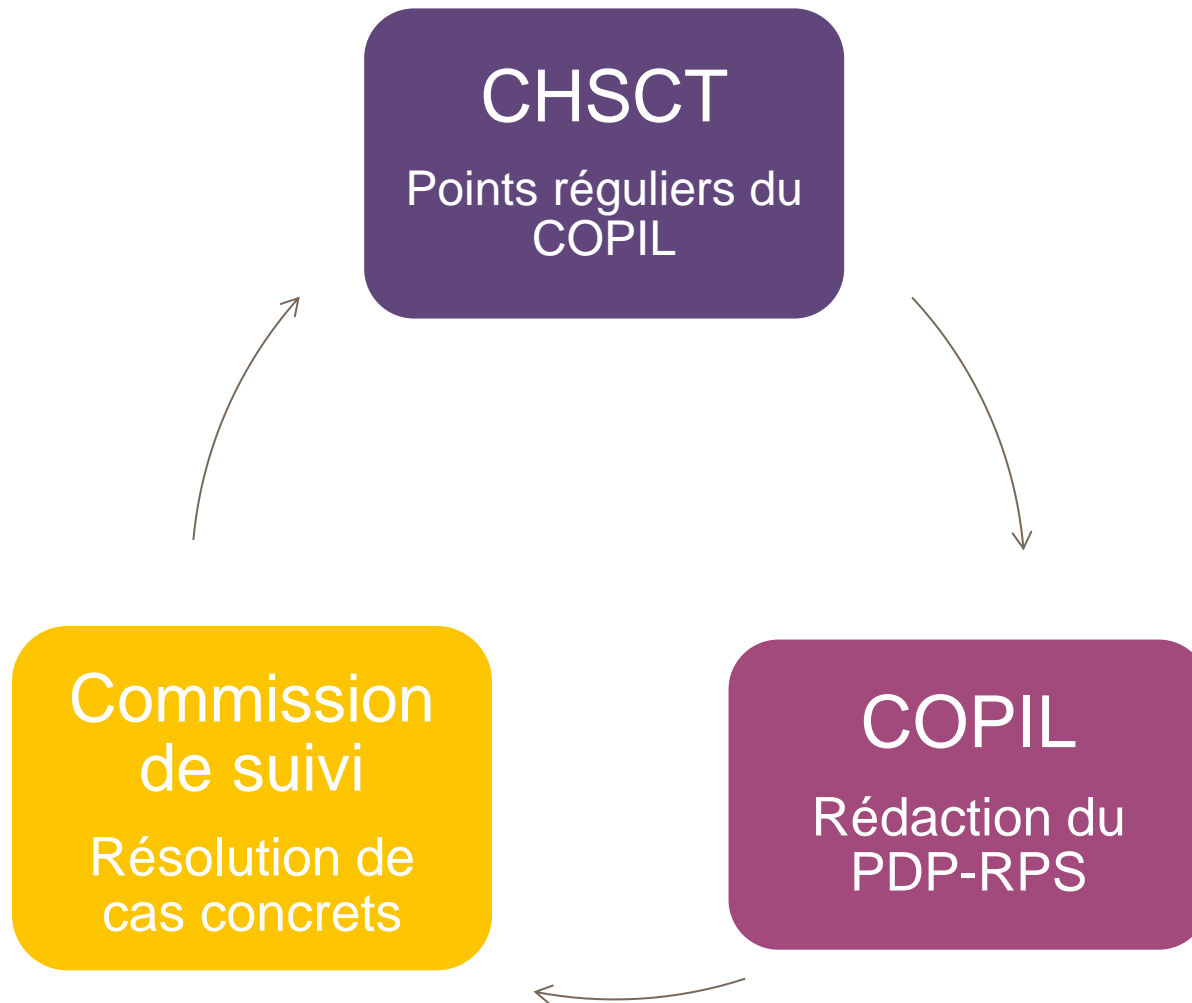 CHSCT
Points réguliers du
COPIL
Commission
de suivi
Résolution de
cas concrets
COPIL
Rédaction du
PDP-RPS